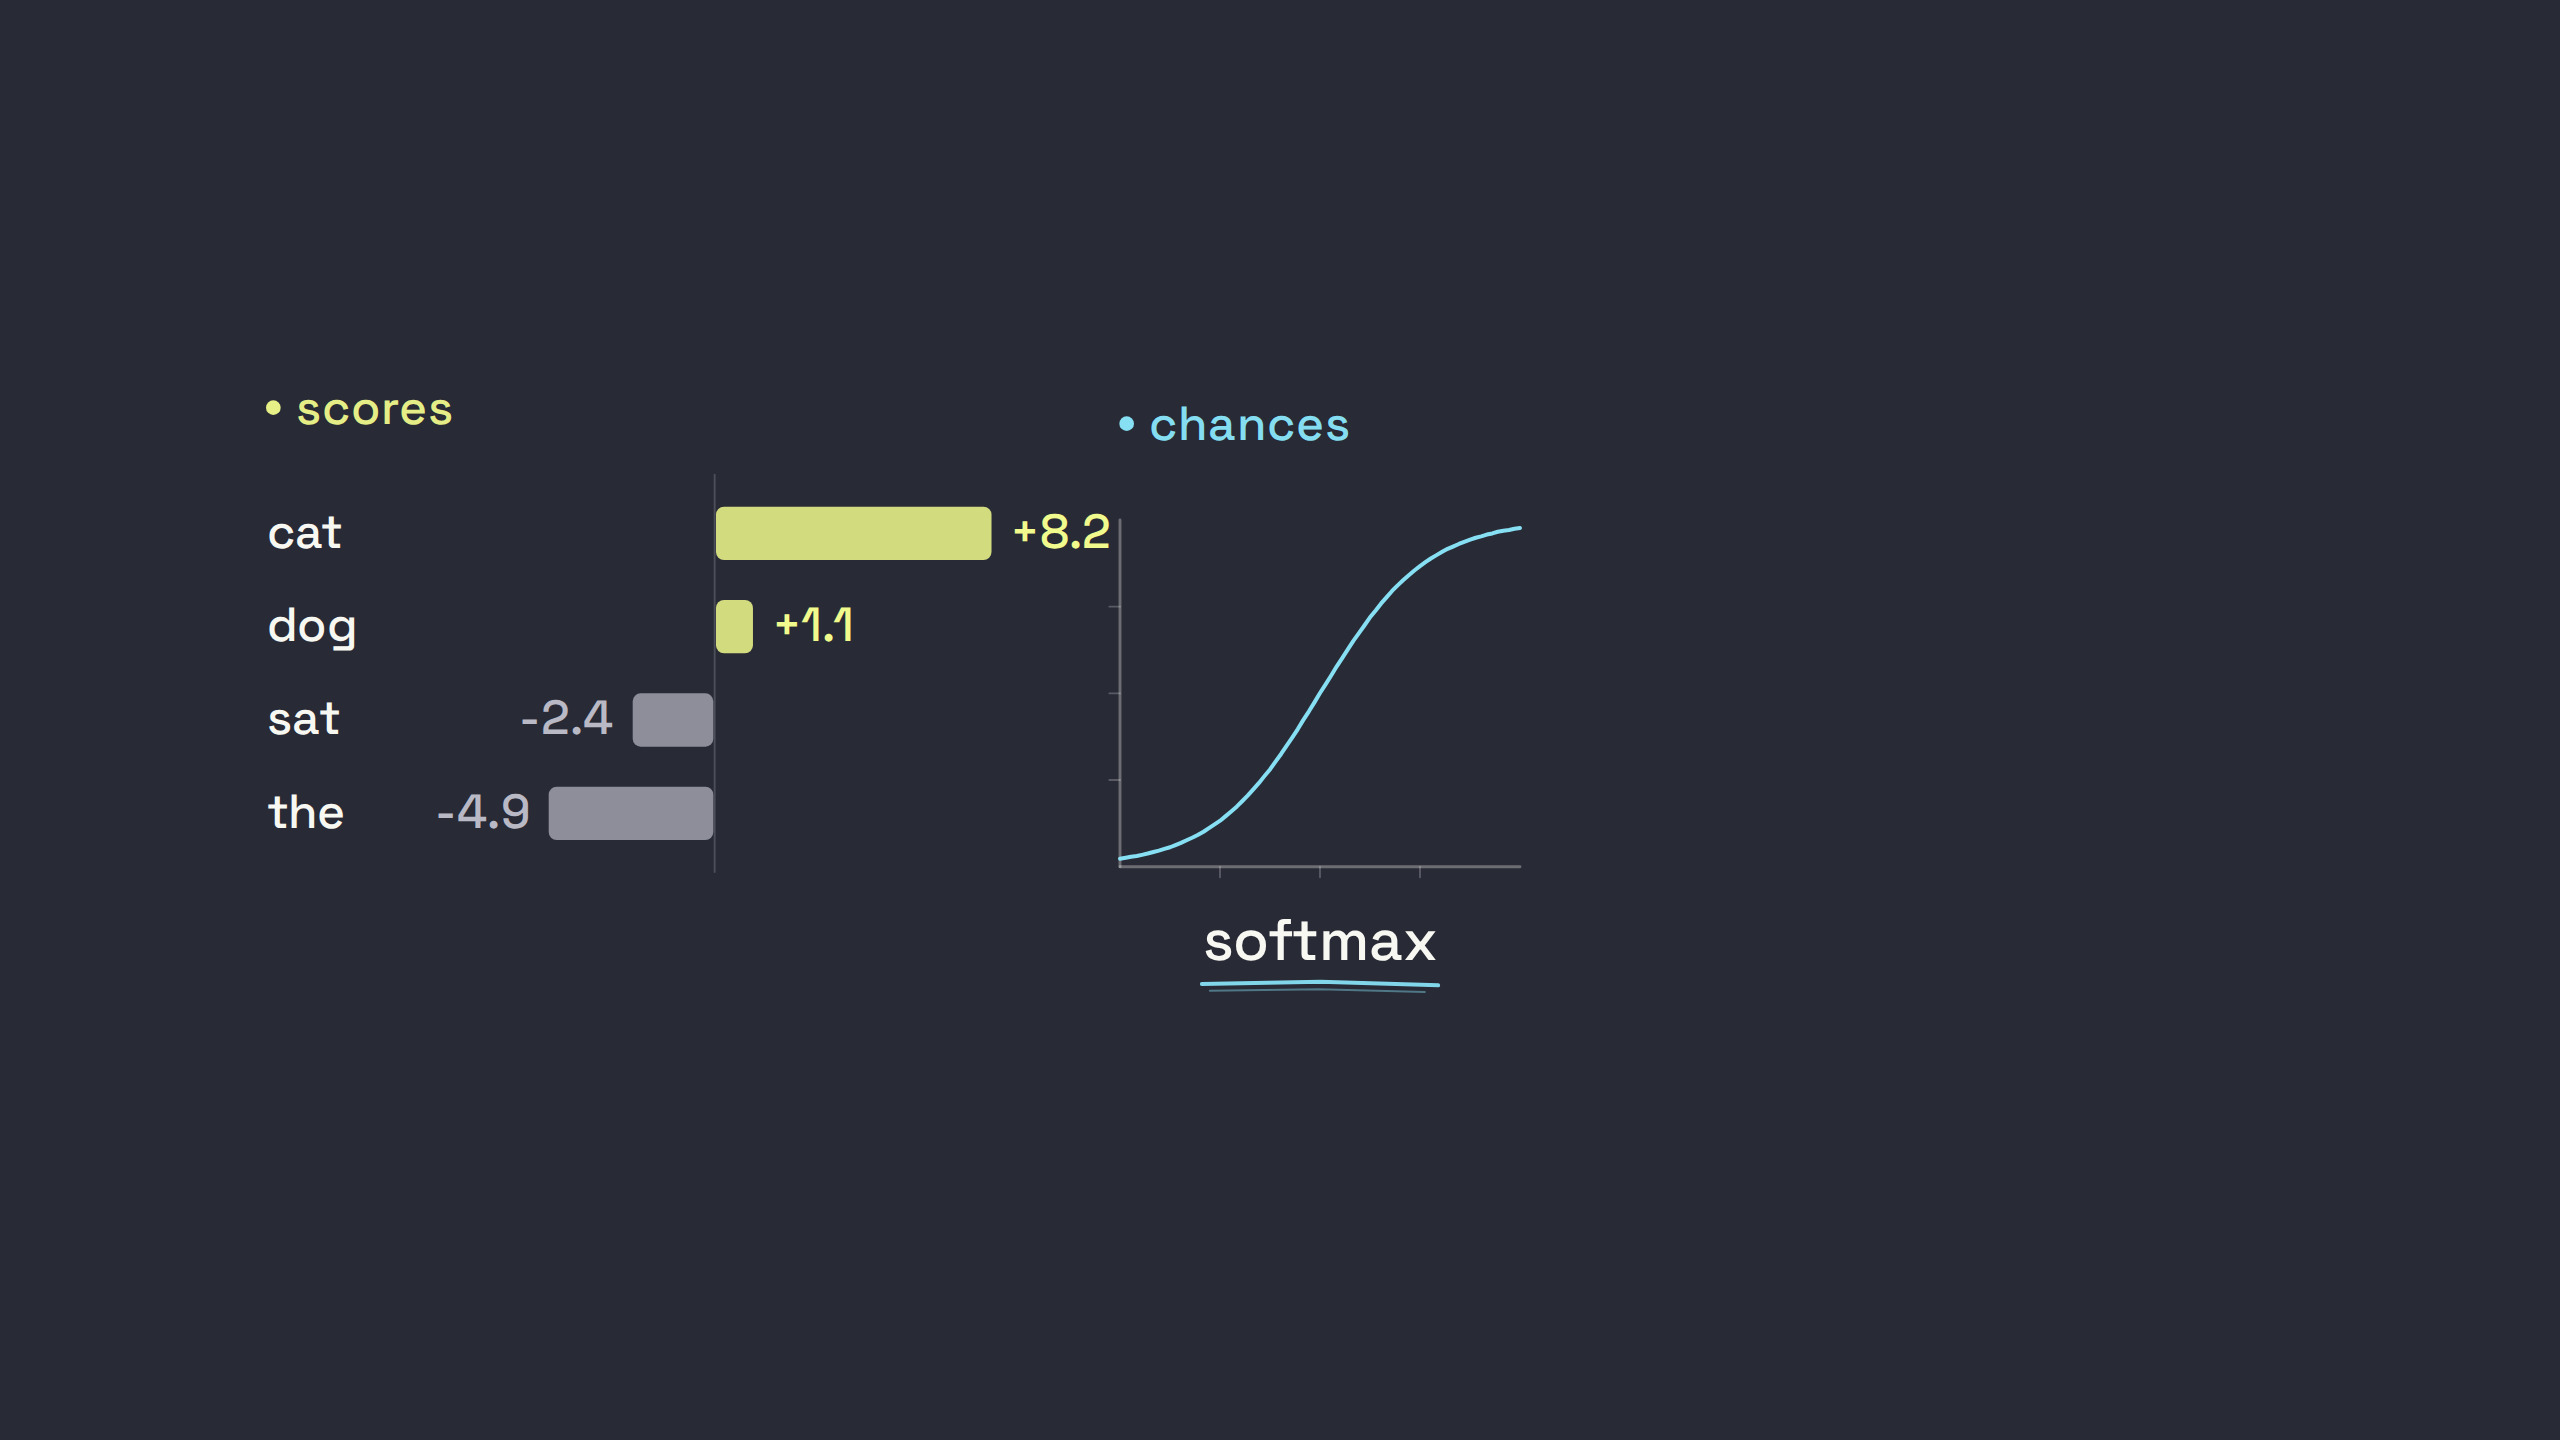 scores
cat +8.2
dog +1.1
sat -2.4
the -4.9
chances
softmax